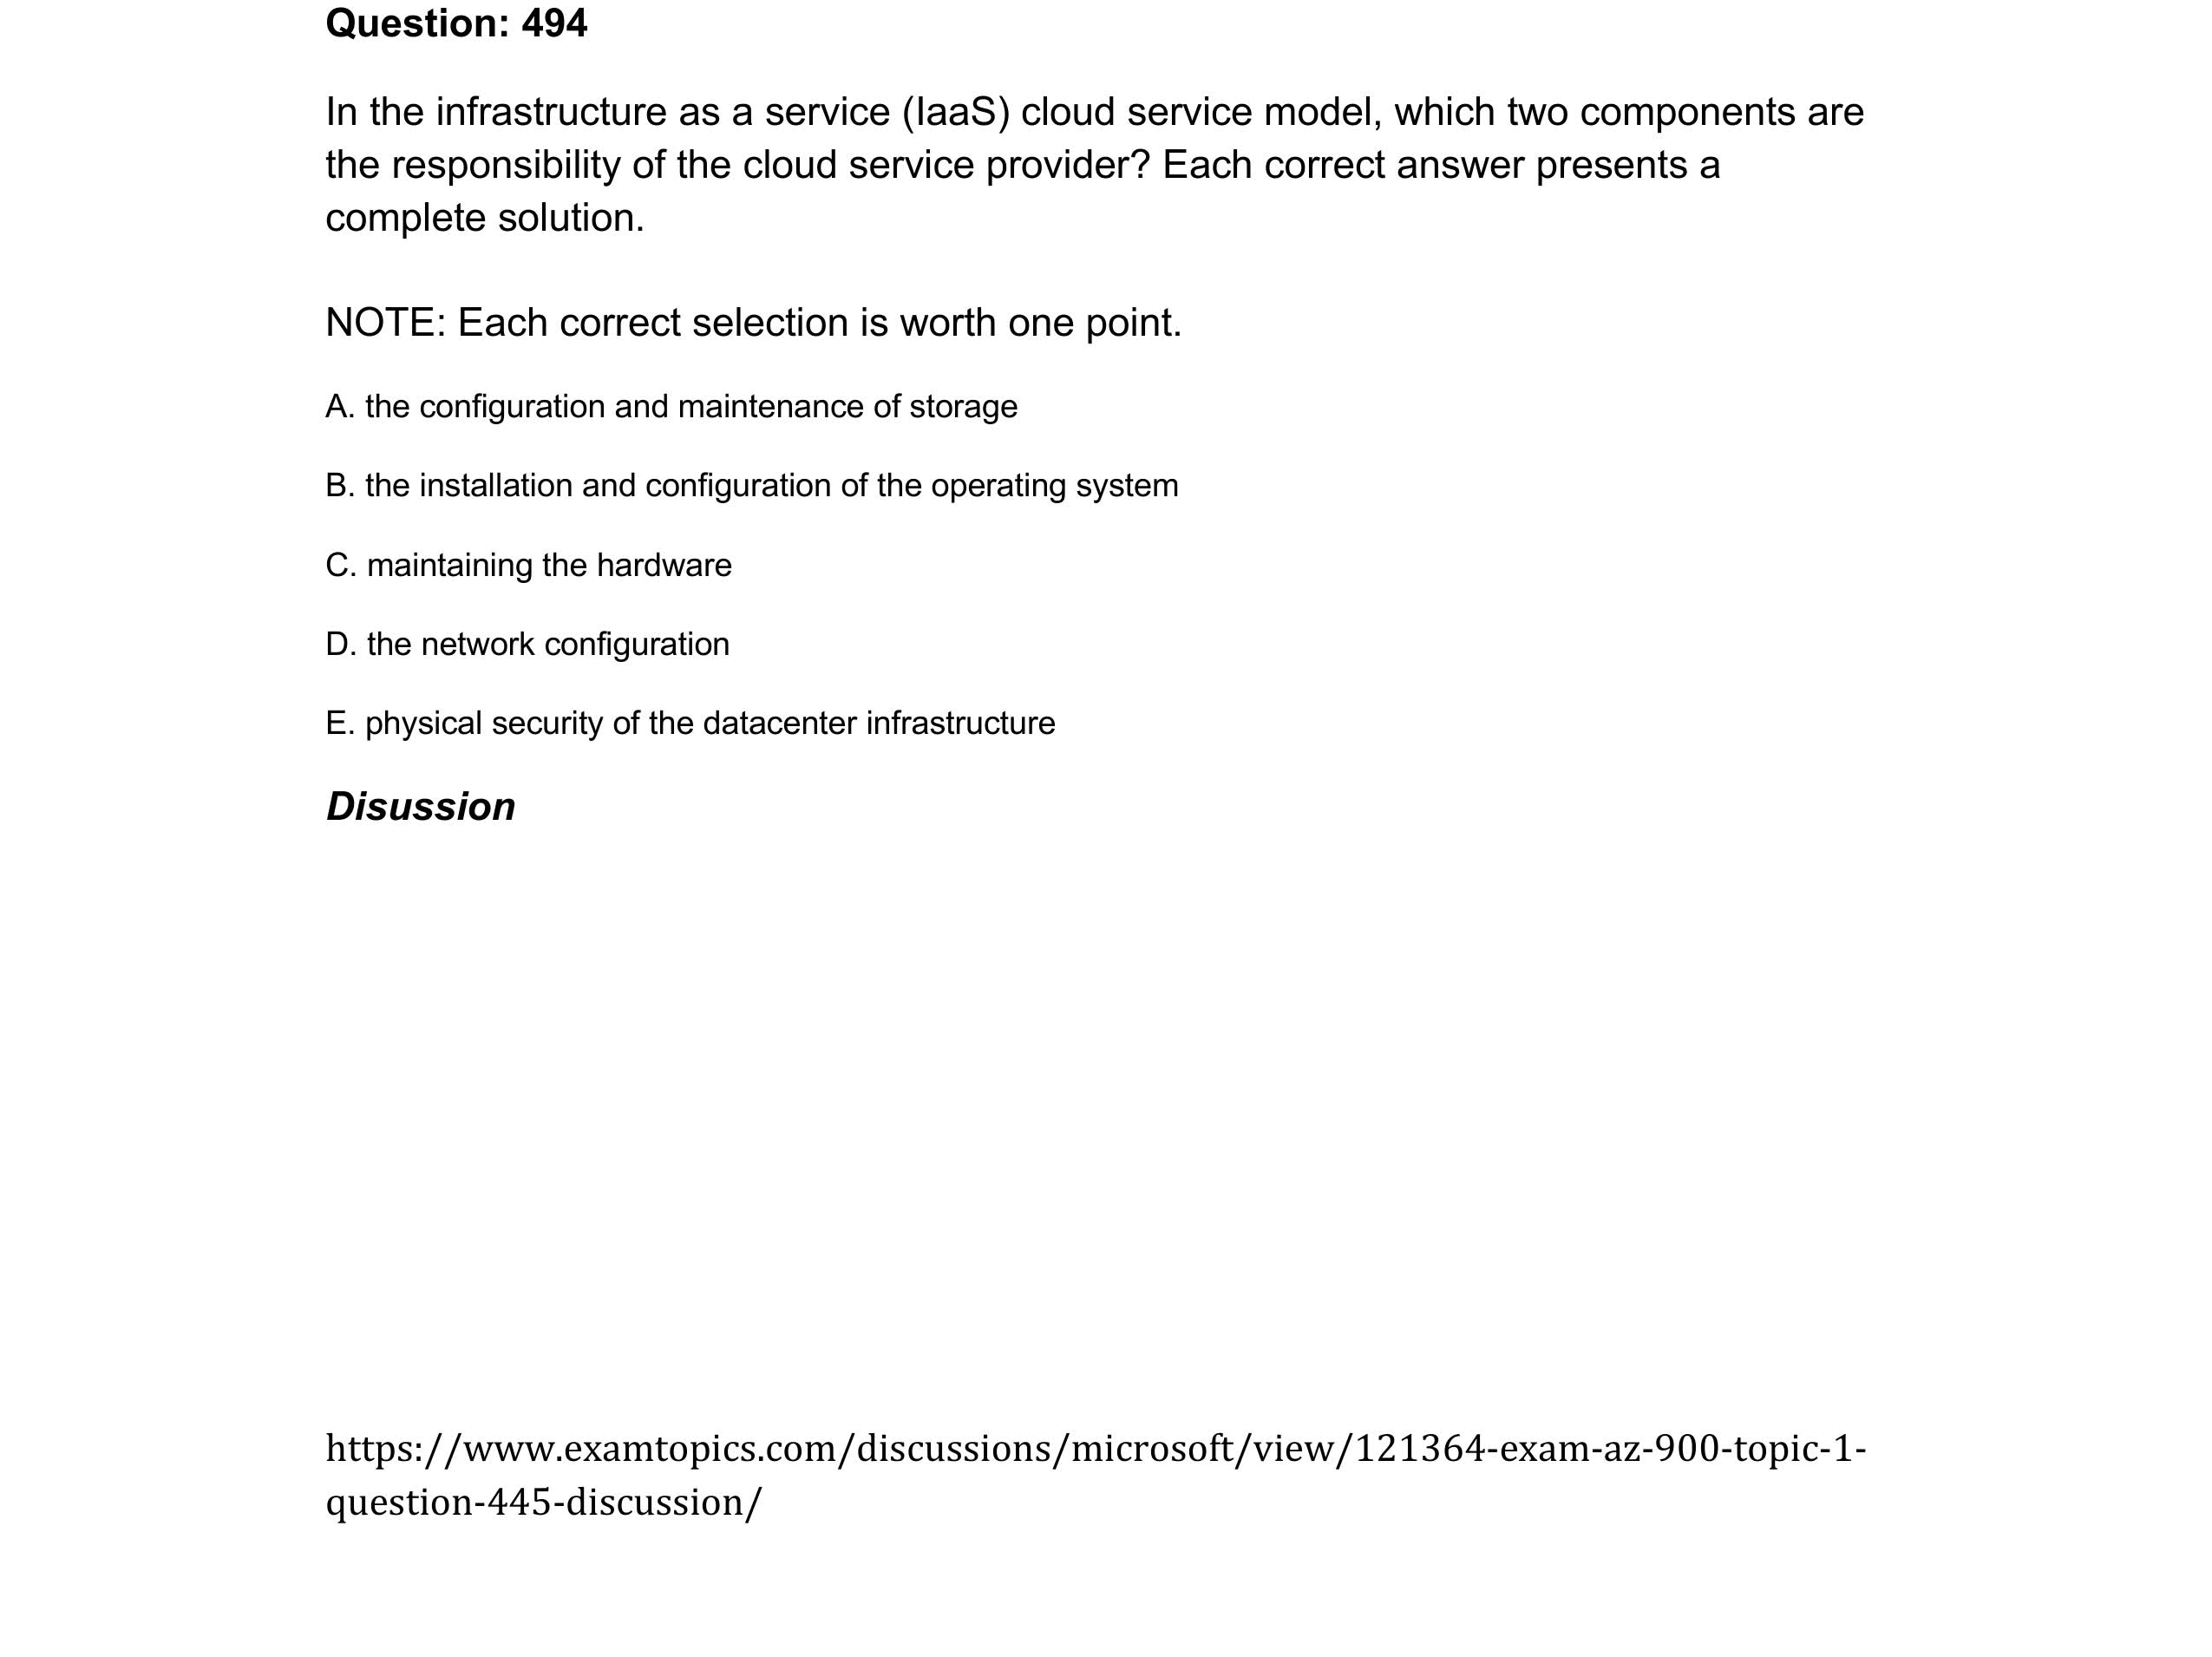 Question: 494
In the infrastructure as a service (IaaS) cloud service model, which two components are
the responsibility of the cloud service provider? Each correct answer presents a
complete solution.
NOTE: Each correct selection is worth one point.
A. the configuration and maintenance of storage
B. the installation and configuration of the operating system
C. maintaining the hardware
D. the network configuration
E. physical security of the datacenter infrastructure
Disussion
https://www.examtopics.com/discussions/microsoft/view/121364-exam-az-900-topic-1-
question-445-discussion/